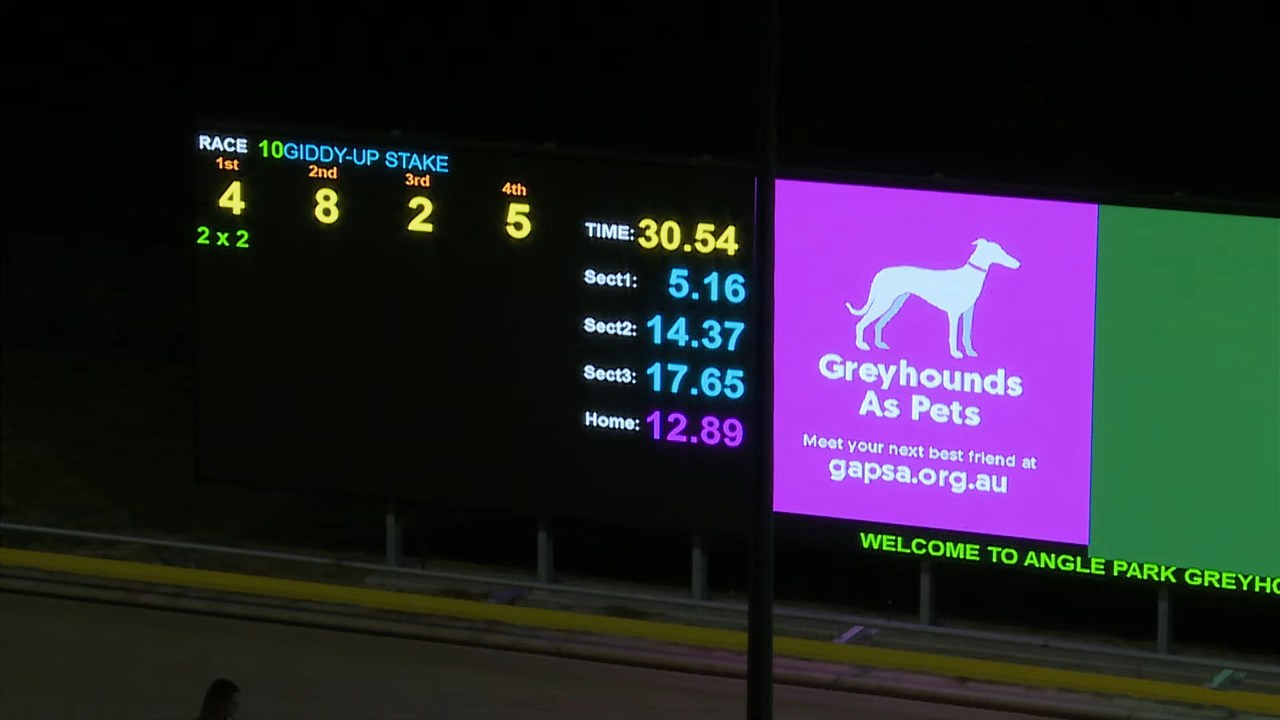 RACE 10GIDDY-UP STAKE
1st 2nd 3rd 4th
4 8 2 5
2 x 2
TIME: 30.54
Sect1: 5.16
Sect2: 14.37
Sect3: 17.65
Home: 12.89
Greyhounds
As Pets
Meet your next best friend at
gapsa.org.au
WELCOME TO ANGLE PARK GREYHO